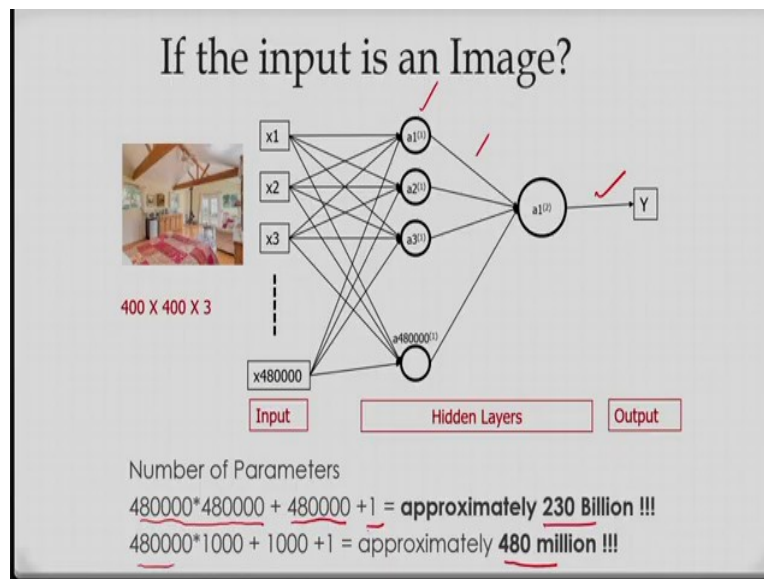 If the input is an Image?
x1
x2
x3
x480000
a1⁽¹⁾
a2⁽¹⁾
a3⁽¹⁾
a480000⁽¹⁾
a1⁽²⁾
Y
400 X 400 X 3
Input
Hidden Layers
Output
Number of Parameters
480000*480000 + 480000 +1 = approximately 230 Billion !!!
480000*1000 + 1000 +1 = approximately 480 million !!!